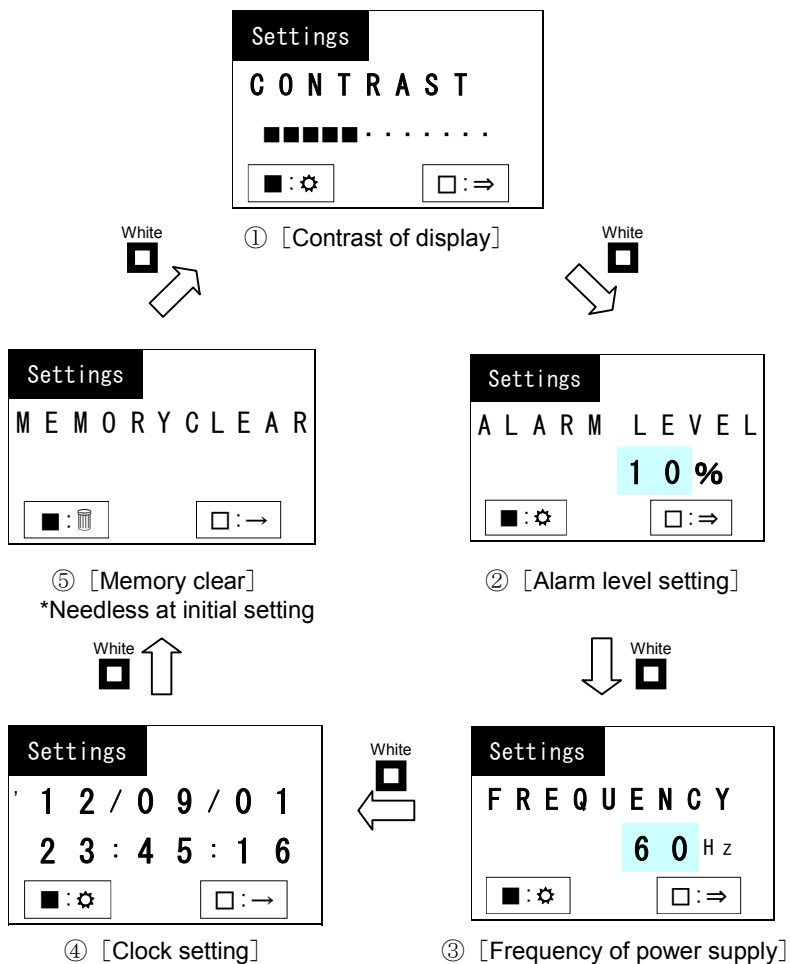 Settings
CONTRAST
■■■■■・・・・・・・
■:☼ □:⇒
① [Contrast of display]
White
White
Settings
MEMORYCLEAR
■:🗑 □:→
⑤ [Memory clear]
*Needless at initial setting
Settings
ALARM LEVEL
10%
■:☼ □:⇒
② [Alarm level setting]
White
White
Settings
'12/09/01
23:45:16
■:☼ □:→
④ [Clock setting]
White
Settings
FREQUENCY
60Hz
■:☼ □:⇒
③ [Frequency of power supply]